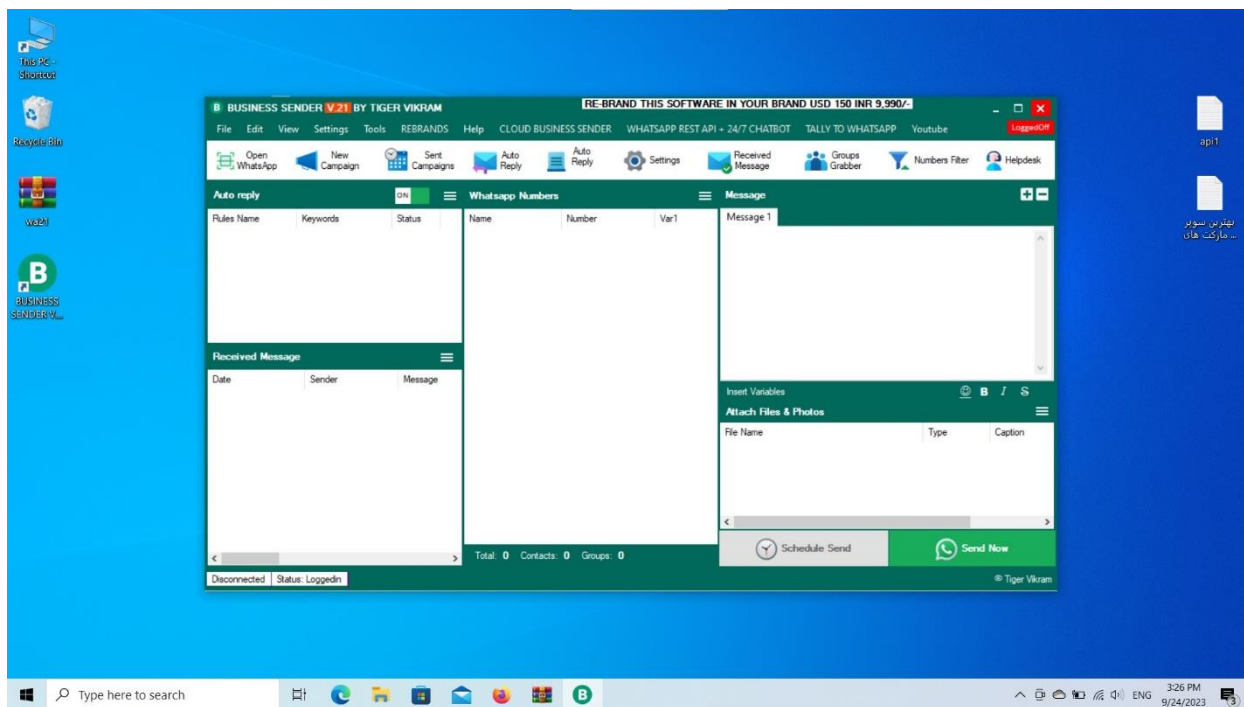 This PC -
Shortcut
Recycle Bin
wa21
BUSINESS
SENDER V...
api1
بهترین سوپر
مارکت های ...
B BUSINESS SENDER V.21 BY TIGER VIKRAM
RE-BRAND THIS SOFTWARE IN YOUR BRAND USD 150 INR 9,990/-
File Edit View Settings Tools REBRANDS Help CLOUD BUSINESS SENDER WHATSAPP REST API + 24/7 CHATBOT TALLY TO WHATSAPP Youtube LoggedOff
Open WhatsApp
New Campaign
Sent Campaigns
Auto Reply
Auto Reply
Settings
Received Message
Groups Grabber
Numbers Filter
Helpdesk
Auto reply ON
Rules Name Keywords Status
Received Message
Date Sender Message
Whatsapp Numbers
Name Number Var1
Total: 0 Contacts: 0 Groups: 0
Message
Message 1
Insert Variables B I S
Attach Files & Photos
File Name Type Caption
Schedule Send Send Now
Disconnected Status: Loggedin
© Tiger Vikram
Type here to search
B
ENG
3:26 PM
9/24/2023
3